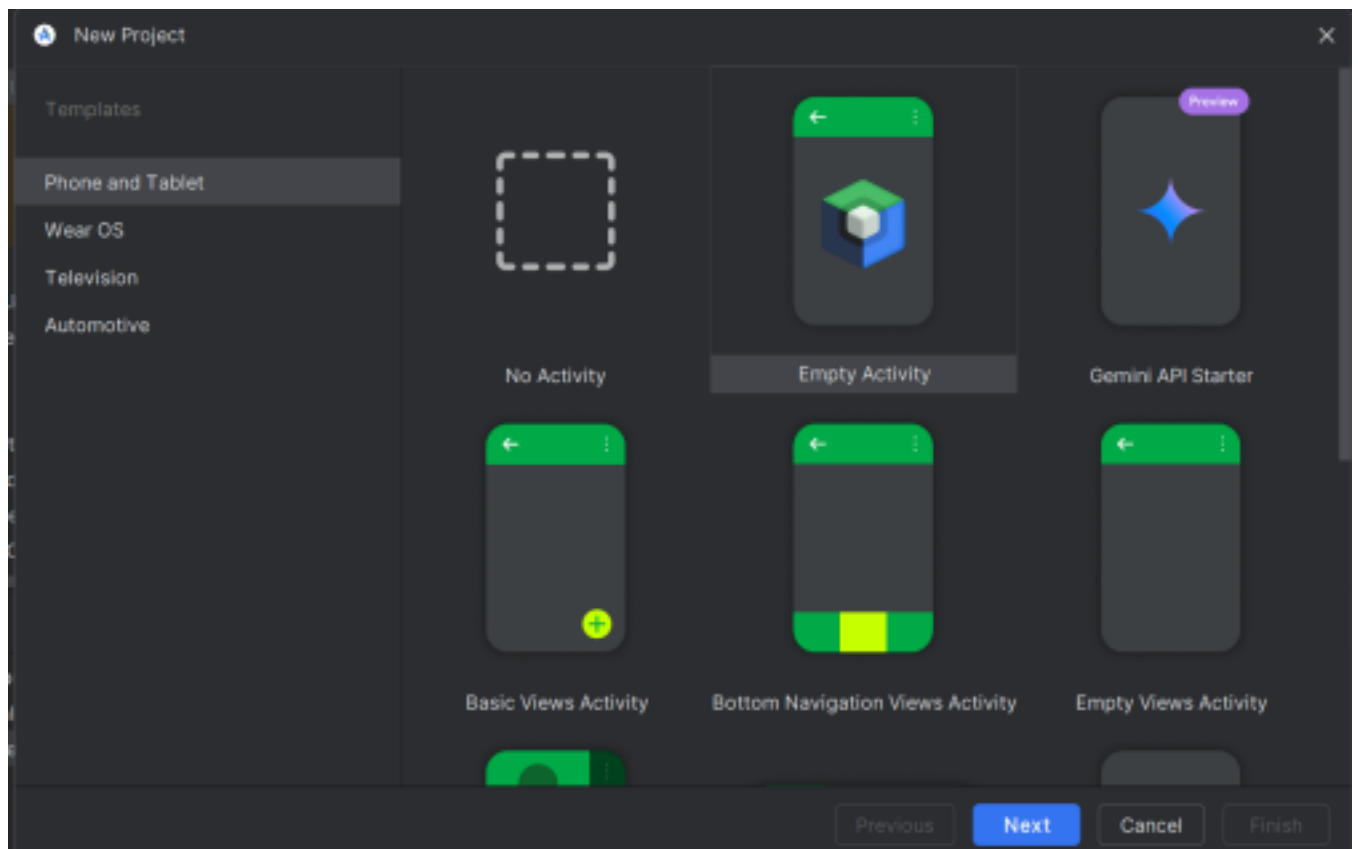 New Project
Templates
Phone and Tablet
Wear OS
Television
Automotive
Preview
No Activity
Empty Activity
Gemini API Starter
Basic Views Activity
Bottom Navigation Views Activity
Empty Views Activity
Previous
Next
Cancel
Finish